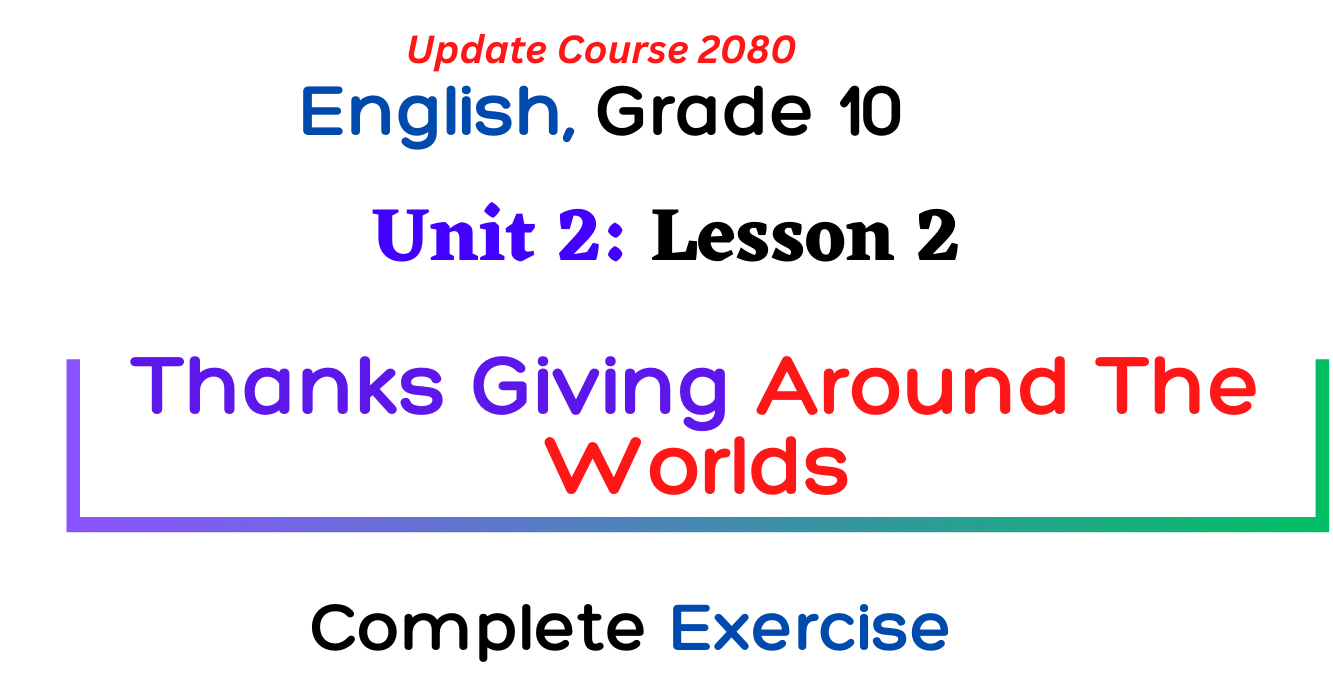 Update Course 2080
English, Grade 10
Unit 2: Lesson 2
Thanks Giving Around The
Worlds
Complete Exercise